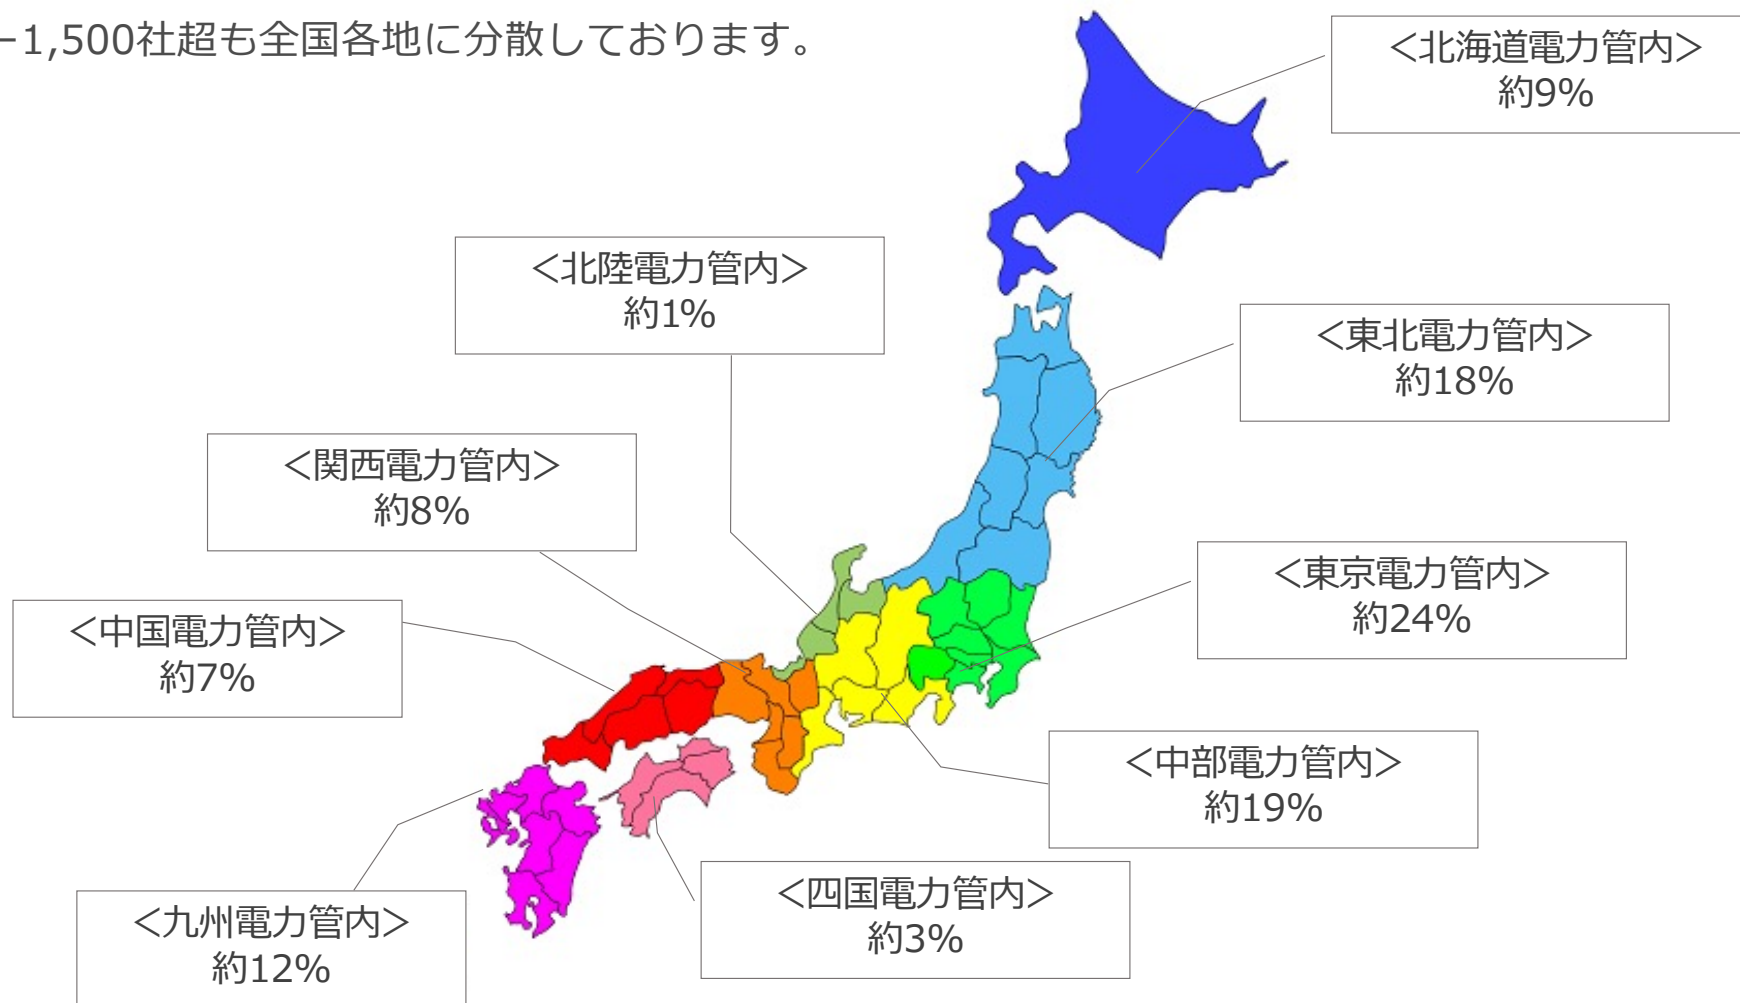 ー1,500社超も全国各地に分散しております。
＜北海道電力管内＞
約9%
＜北陸電力管内＞
約1%
＜東北電力管内＞
約18%
＜関西電力管内＞
約8%
＜東京電力管内＞
約24%
＜中国電力管内＞
約7%
＜中部電力管内＞
約19%
＜四国電力管内＞
約3%
＜九州電力管内＞
約12%